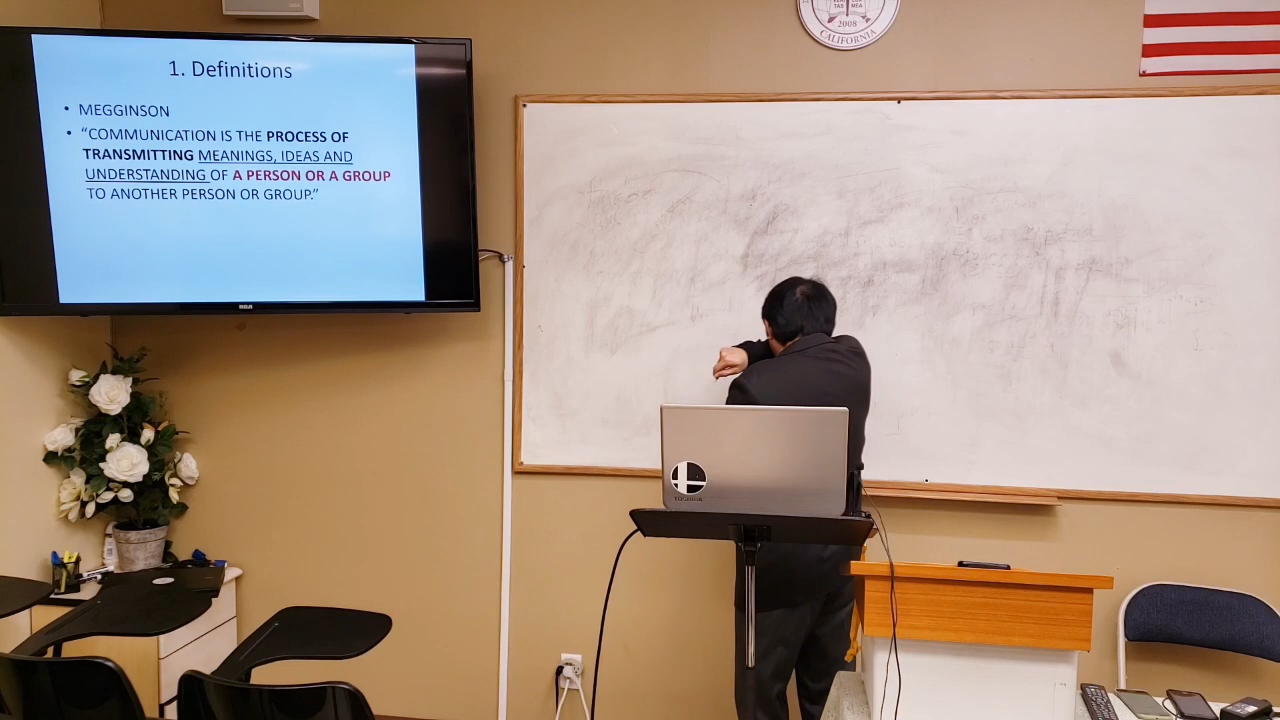 1. Definitions
• MEGGINSON
• “COMMUNICATION IS THE PROCESS OF
TRANSMITTING MEANINGS, IDEAS AND
UNDERSTANDING OF A PERSON OR A GROUP
TO ANOTHER PERSON OR GROUP.”
RCA
2008
CALIFORNIA
TOSHIBA